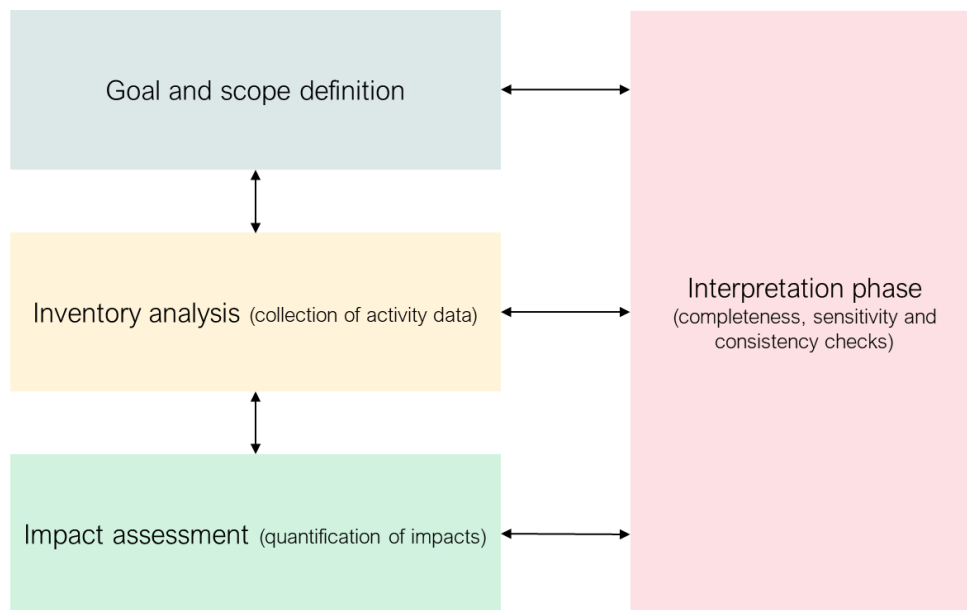 Goal and scope definition
Inventory analysis (collection of activity data)
Impact assessment (quantification of impacts)
Interpretation phase
(completeness, sensitivity and
consistency checks)